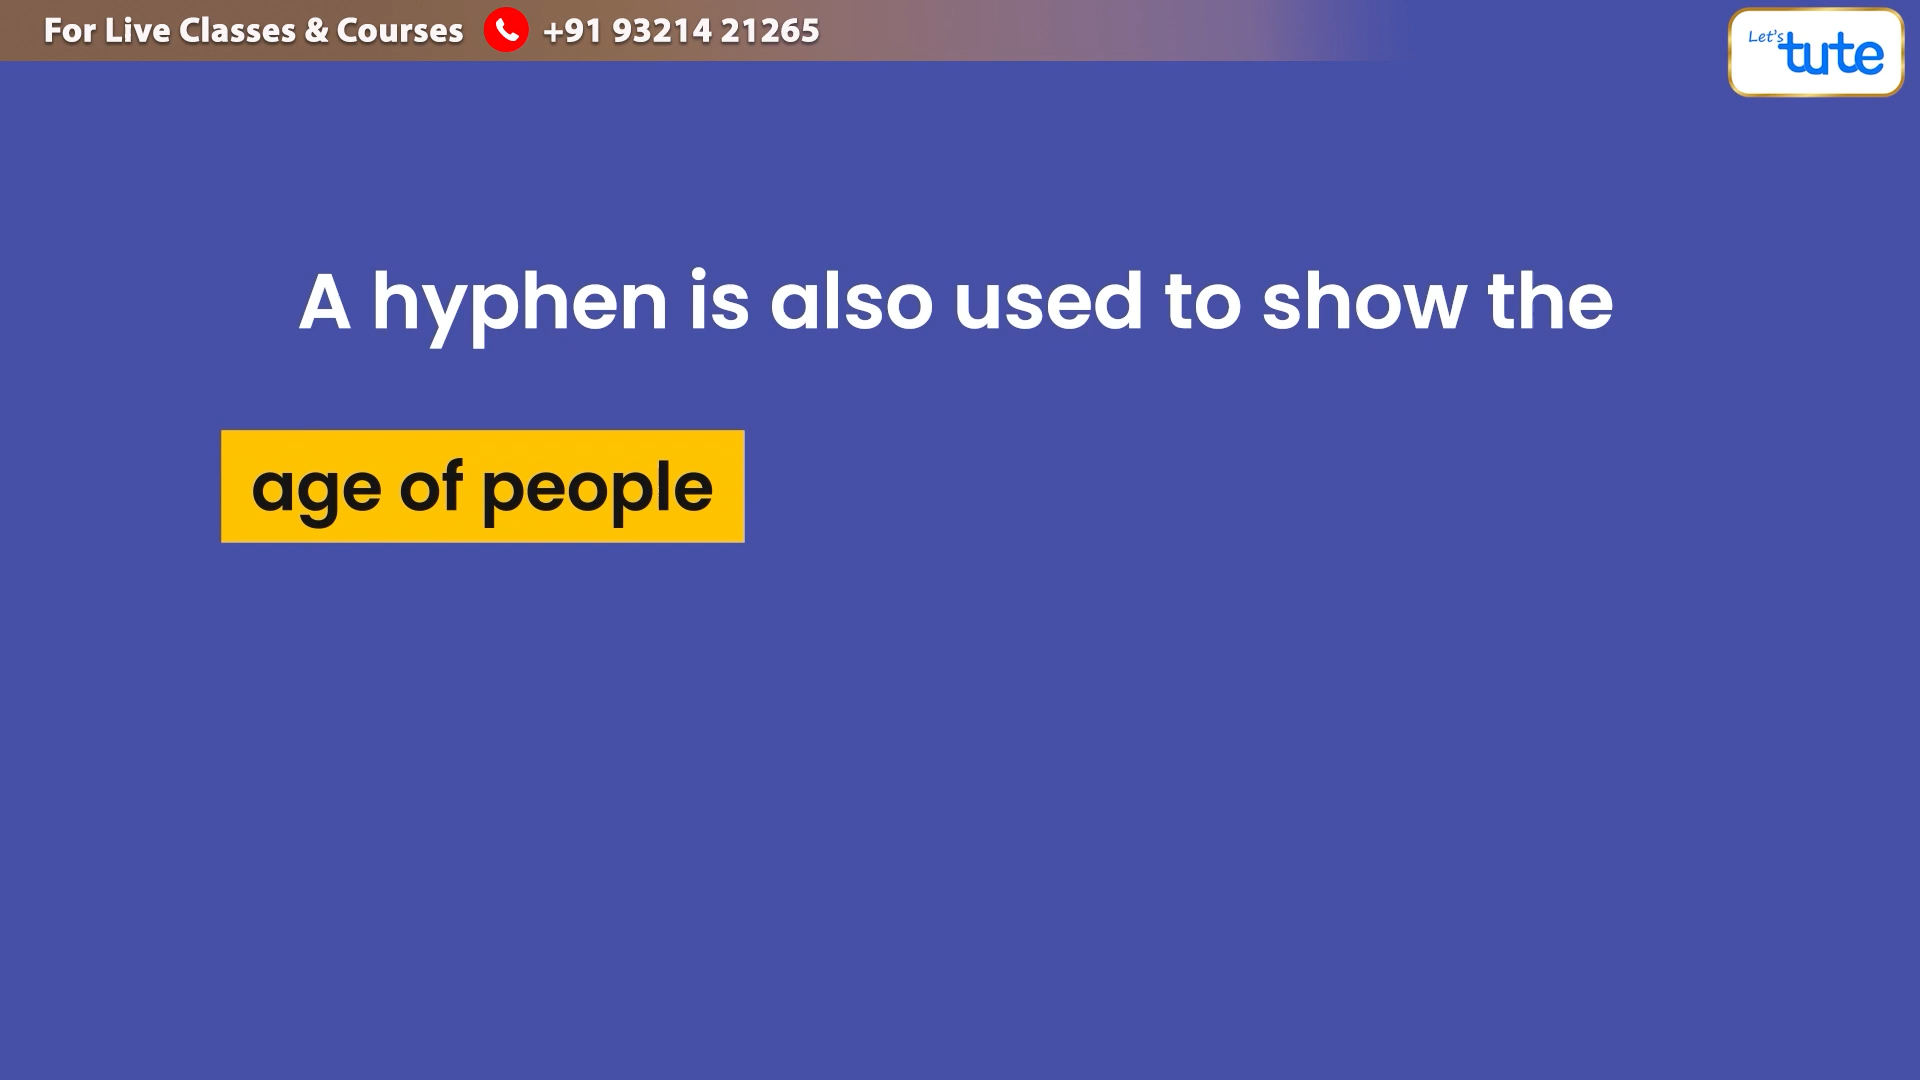 For Live Classes & Courses +91 93214 21265
Let's tute
A hyphen is also used to show the
age of people